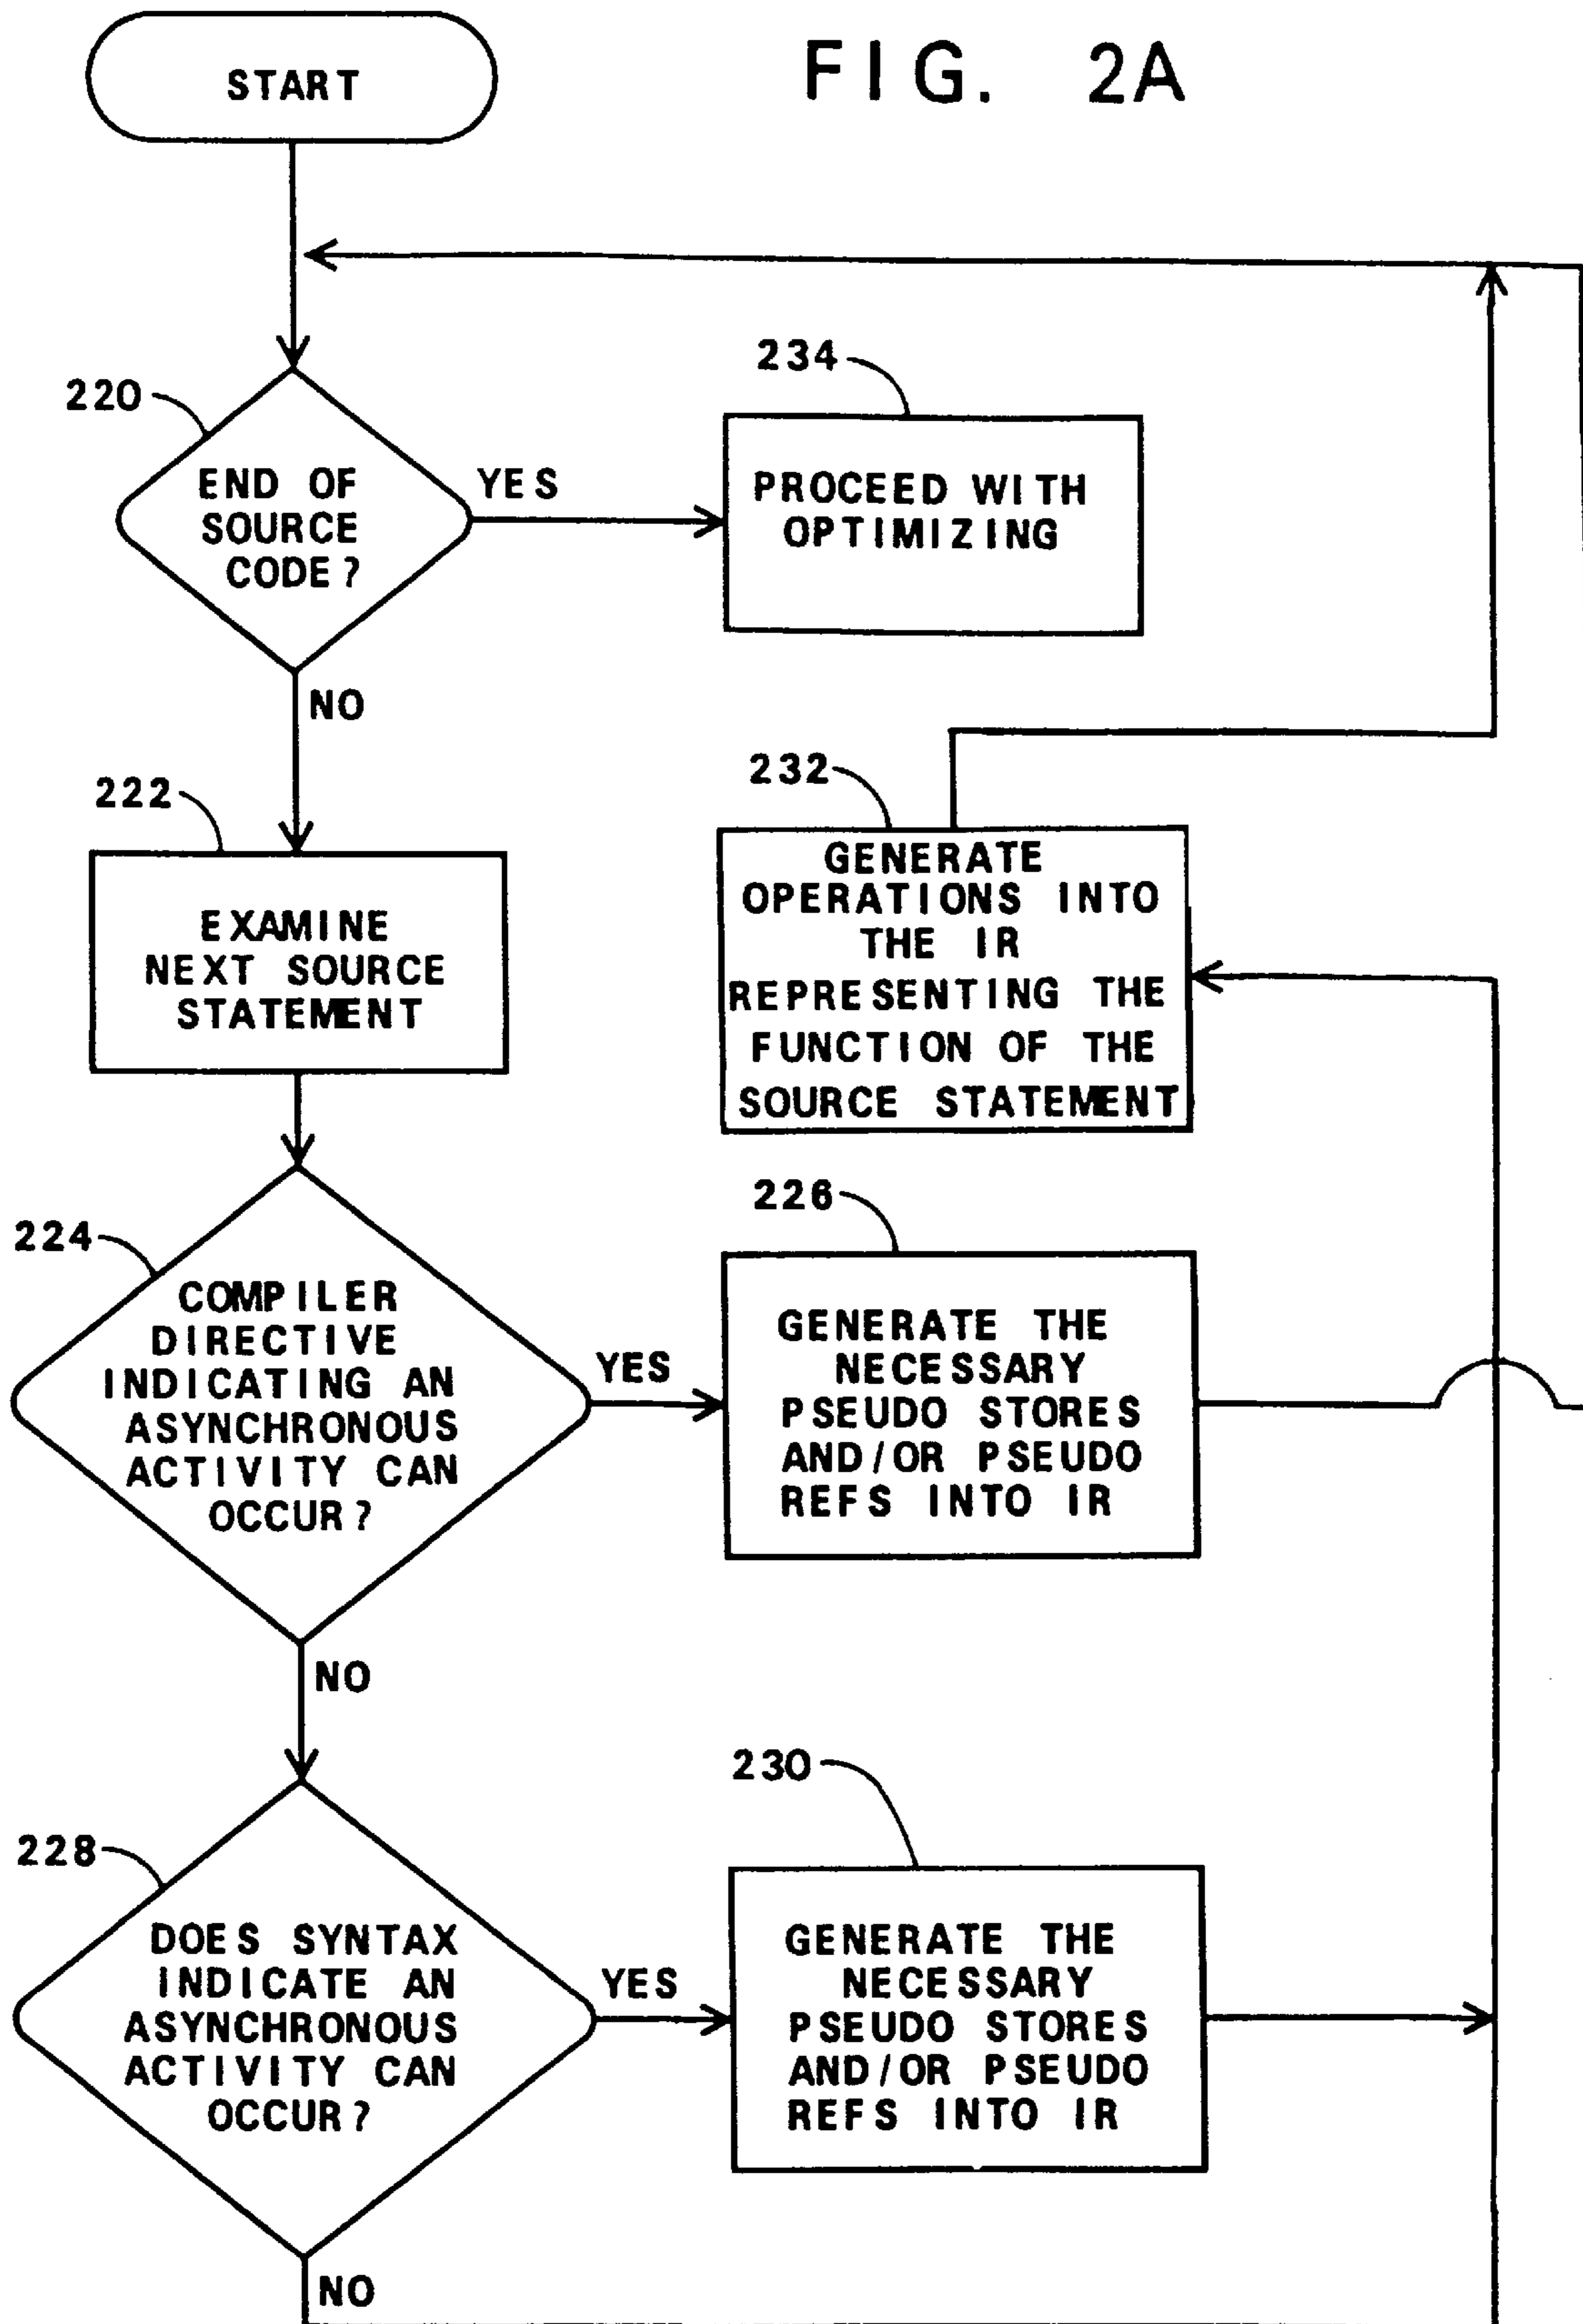 START
FIG. 2A
220
END OF
SOURCE
CODE?
YES
234
PROCEED WITH
OPTIMIZING
NO
222
EXAMINE
NEXT SOURCE
STATEMENT
232
GENERATE
OPERATIONS INTO
THE IR
REPRESENTING THE
FUNCTION OF THE
SOURCE STATEMENT
224
COMPILER
DIRECTIVE
INDICATING AN
ASYNCHRONOUS
ACTIVITY CAN
OCCUR?
YES
226
GENERATE THE
NECESSARY
PSEUDO STORES
AND/OR PSEUDO
REFS INTO IR
NO
228
DOES SYNTAX
INDICATE AN
ASYNCHRONOUS
ACTIVITY CAN
OCCUR?
YES
230
GENERATE THE
NECESSARY
PSEUDO STORES
AND/OR PSEUDO
REFS INTO IR
NO